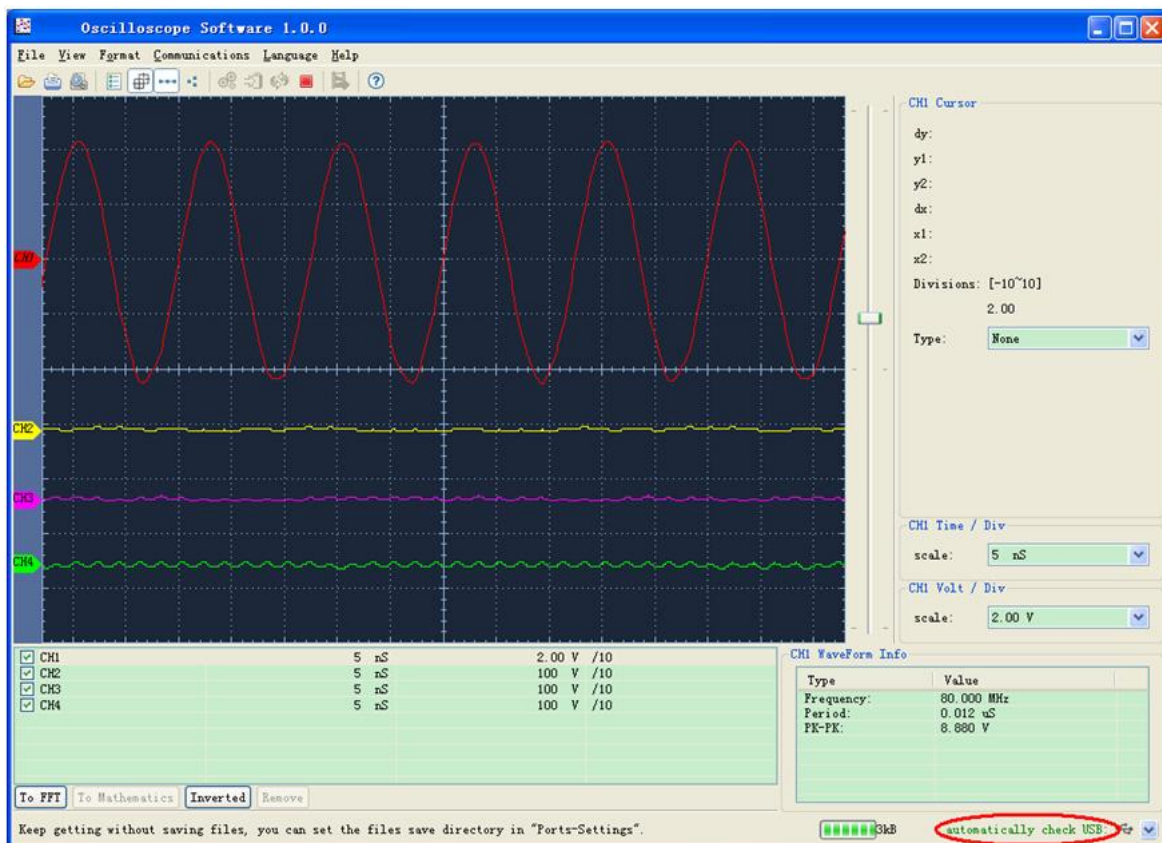 Oscilloscope Software 1.0.0
File View Format Communications Language Help
CH1 Cursor
dy:
y1:
y2:
dx:
x1:
x2:
Divisions: [-10~10]
2.00
Type: None
CH1
CH2
CH3
CH4
CH1 Time / Div
scale: 5 nS
CH1 Volt / Div
scale: 2.00 V
CH1 5 nS 2.00 V /10
CH2 5 nS 100 V /10
CH3 5 nS 100 V /10
CH4 5 nS 100 V /10
CH1 WaveForm Info
Type Value
Frequency: 80.000 MHz
Period: 0.012 uS
PK-PK: 8.880 V
To FFT To Mathematics Inverted Remove
Keep getting without saving files, you can set the files save directory in "Ports-Settings".
3kB automatically check USB: